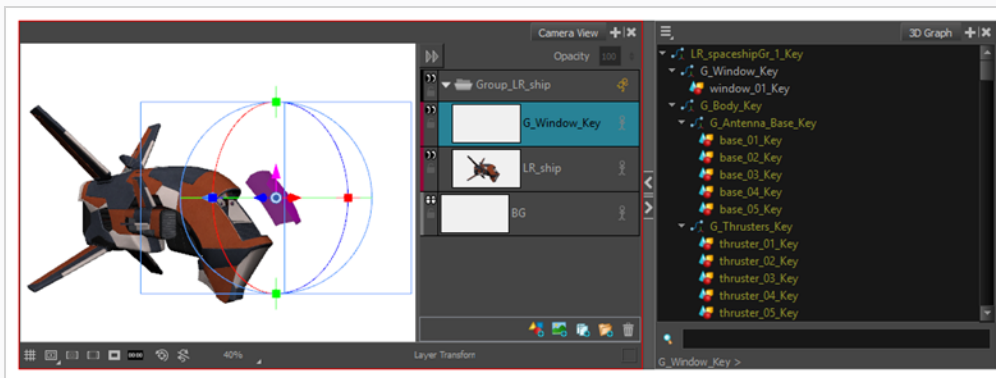 Camera View
3D Graph
Opacity 100
Group_LR_ship
G_Window_Key
LR_ship
BG
40%
Layer Transform
LR_spaceshipGr_1_Key
G_Window_Key
window_01_Key
G_Body_Key
G_Antenna_Base_Key
base_01_Key
base_02_Key
base_03_Key
base_04_Key
base_05_Key
G_Thrusters_Key
thruster_01_Key
thruster_02_Key
thruster_03_Key
thruster_04_Key
thruster_05_Key
G_Window_Key >